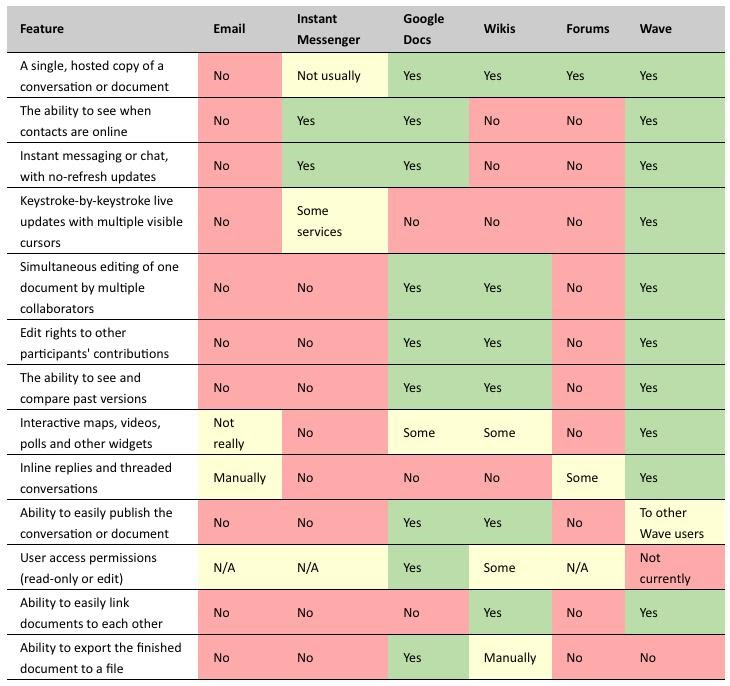 Feature Email Instant Messenger Google Docs Wikis Forums Wave
A single, hosted copy of a conversation or document No Not usually Yes Yes Yes Yes
The ability to see when contacts are online No Yes Yes No No Yes
Instant messaging or chat, with no-refresh updates No Yes Yes No No Yes
Keystroke-by-keystroke live updates with multiple visible cursors No Some services No No No Yes
Simultaneous editing of one document by multiple collaborators No No Yes Yes No Yes
Edit rights to other participants' contributions No No Yes Yes No Yes
The ability to see and compare past versions No No Yes Yes No Yes
Interactive maps, videos, polls and other widgets Not really No Some Some No Yes
Inline replies and threaded conversations Manually No No No Some Yes
Ability to easily publish the conversation or document No No Yes Yes No To other Wave users
User access permissions (read-only or edit) N/A N/A Yes Some N/A Not currently
Ability to easily link documents to each other No No No Yes No Yes
Ability to export the finished document to a file No No Yes Manually No No